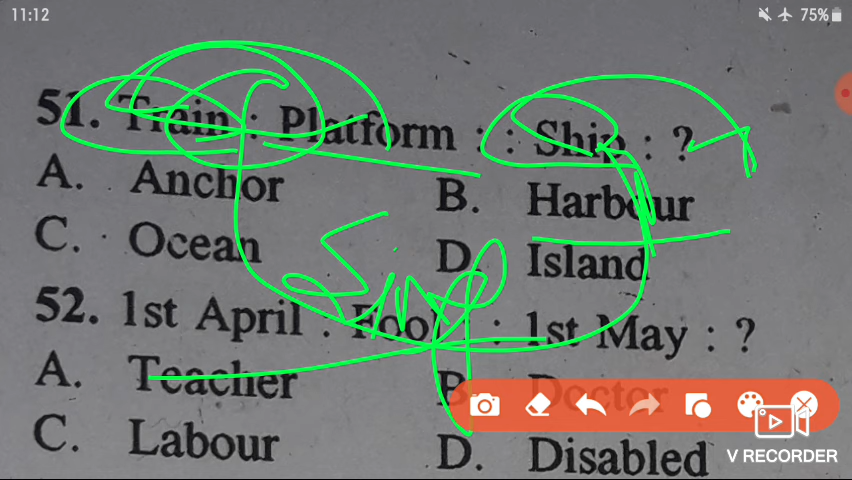 11:12 75%
51. Train : Platform : : Ship : ?
A. Anchor B. Harbour
C. Ocean D. Island
52. 1st April : Fool : : 1st May : ?
A. Teacher B. Doctor
C. Labour D. Disabled
V RECORDER